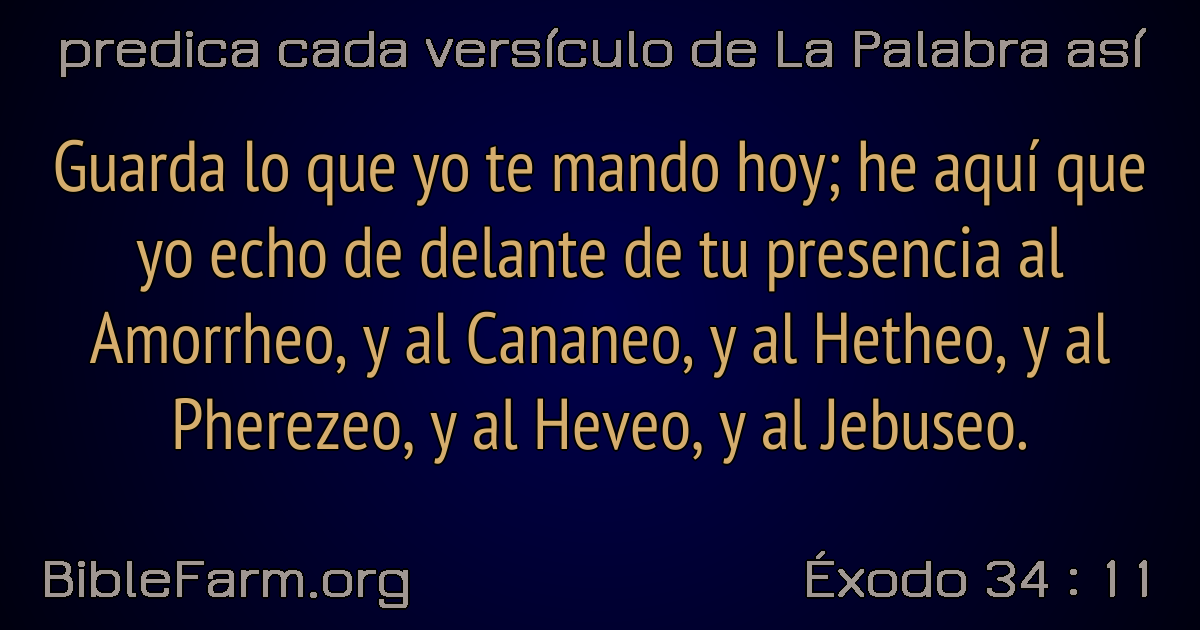 predica cada versículo de La Palabra así
Guarda lo que yo te mando hoy; he aquí que
yo echo de delante de tu presencia al
Amorrheo, y al Cananeo, y al Hetheo, y al
Pherezeo, y al Heveo, y al Jebuseo.
BibleFarm.org
Éxodo 34 : 11